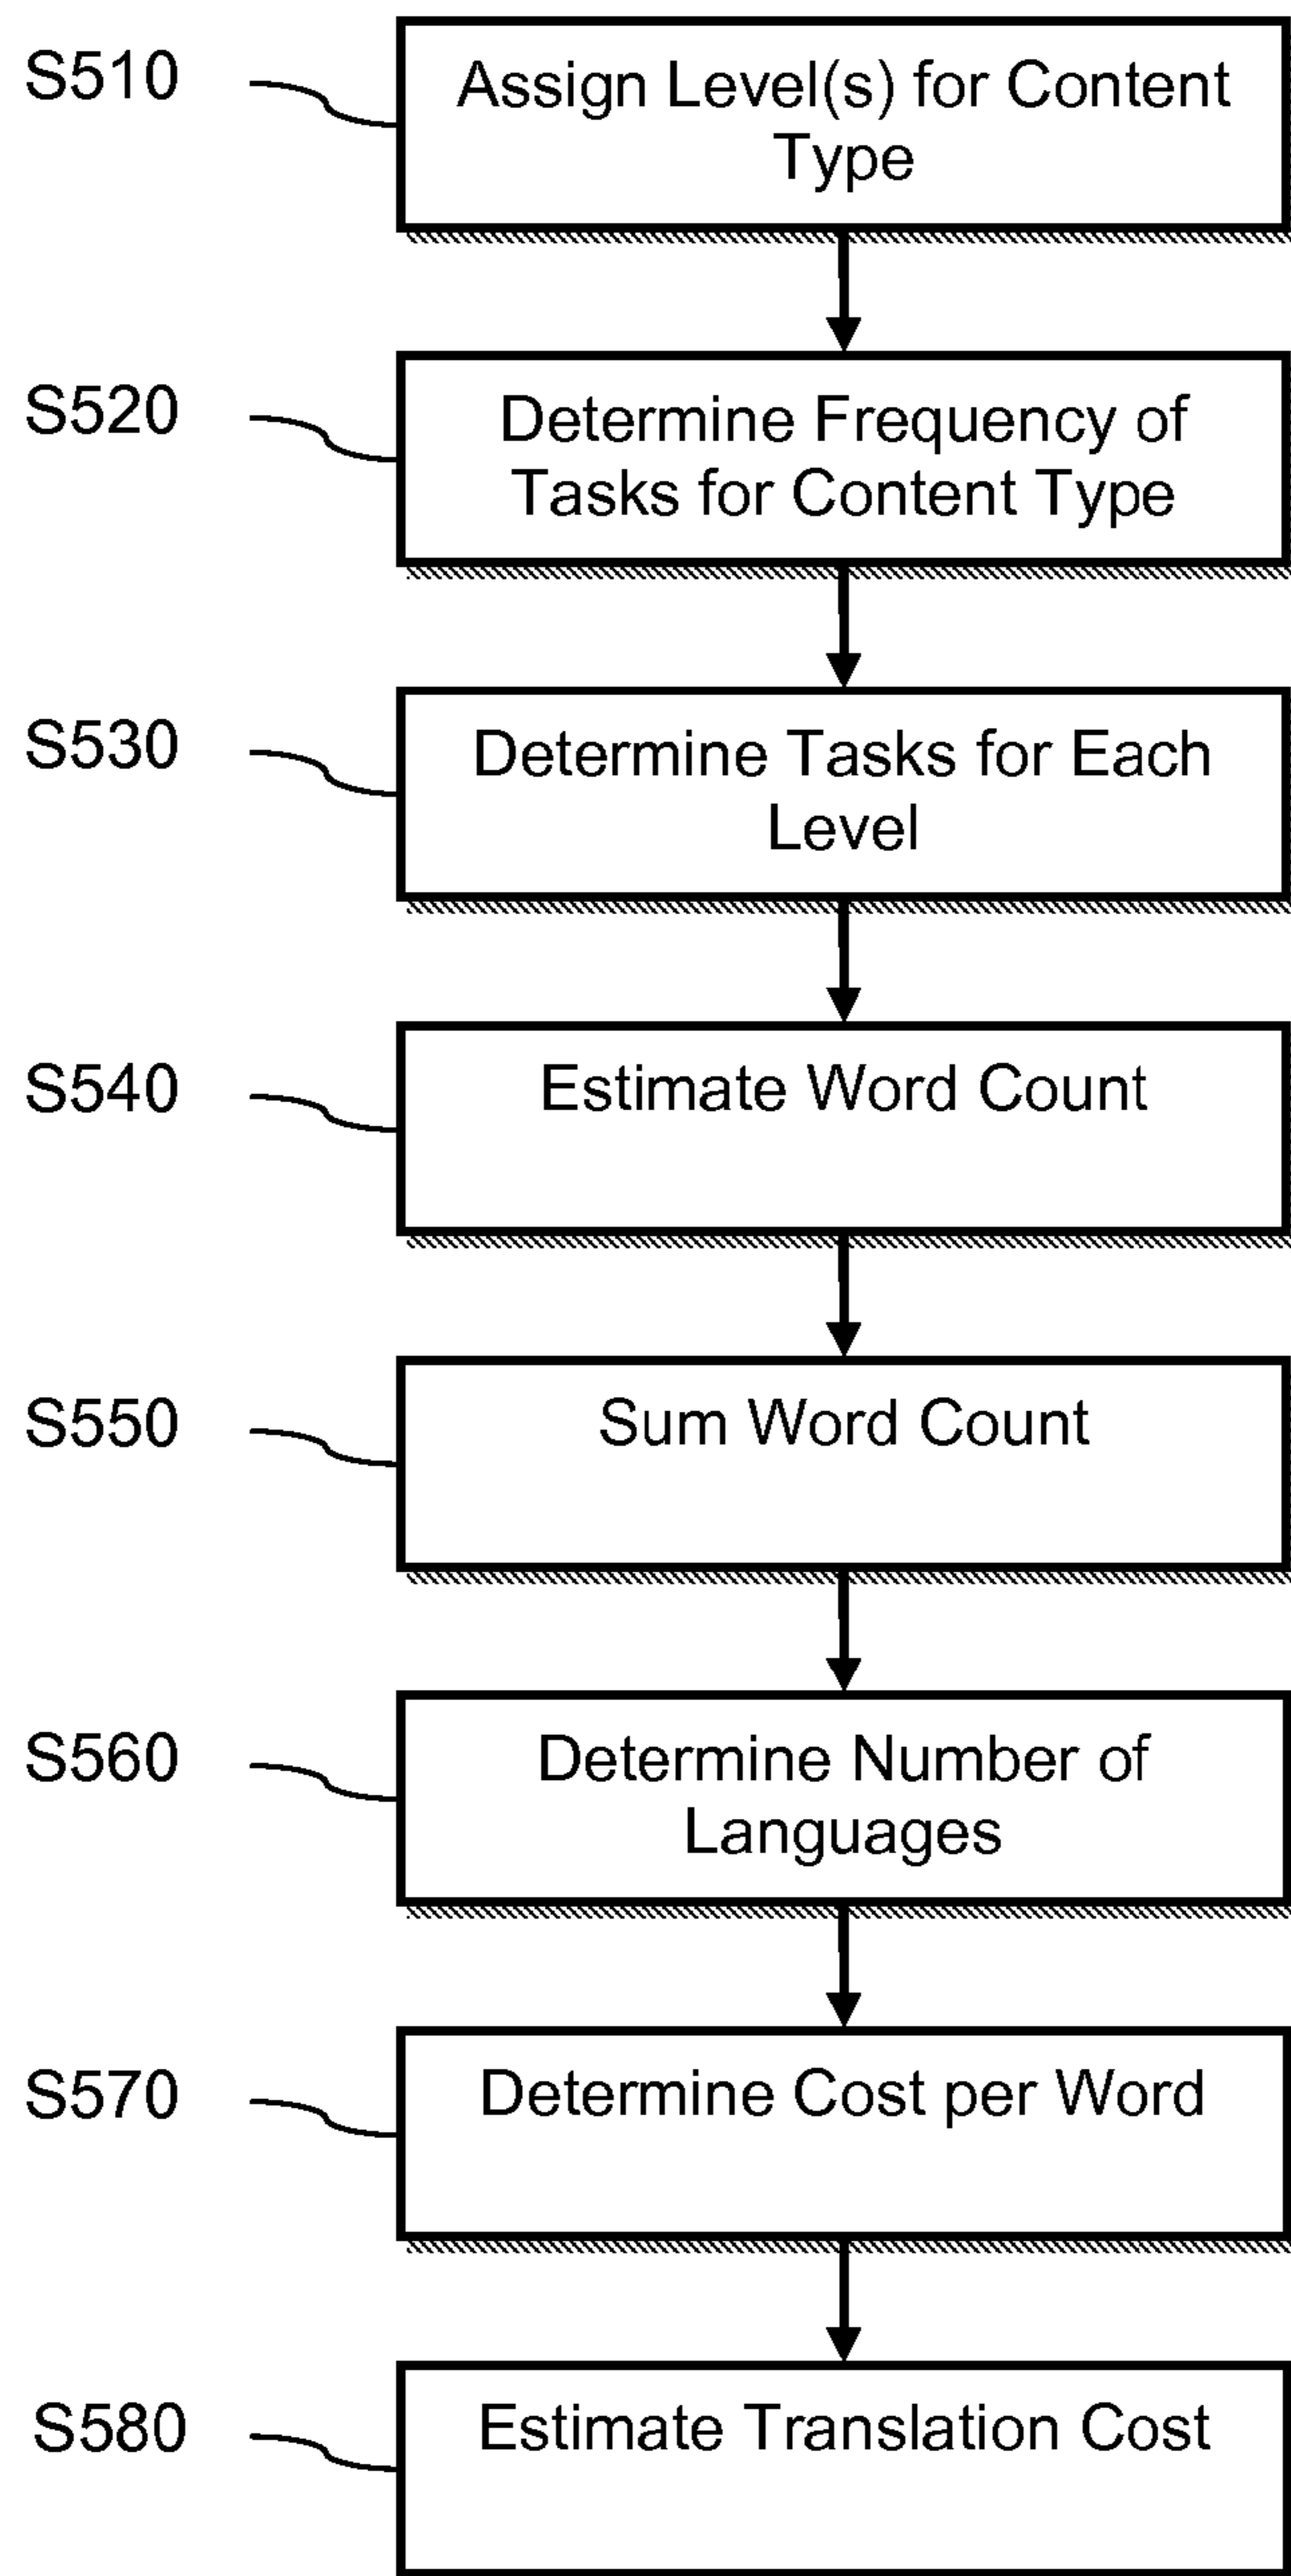 S510
Assign Level(s) for Content
Type
S520
Determine Frequency of
Tasks for Content Type
S530
Determine Tasks for Each
Level
S540
Estimate Word Count
S550
Sum Word Count
S560
Determine Number of
Languages
S570
Determine Cost per Word
S580
Estimate Translation Cost